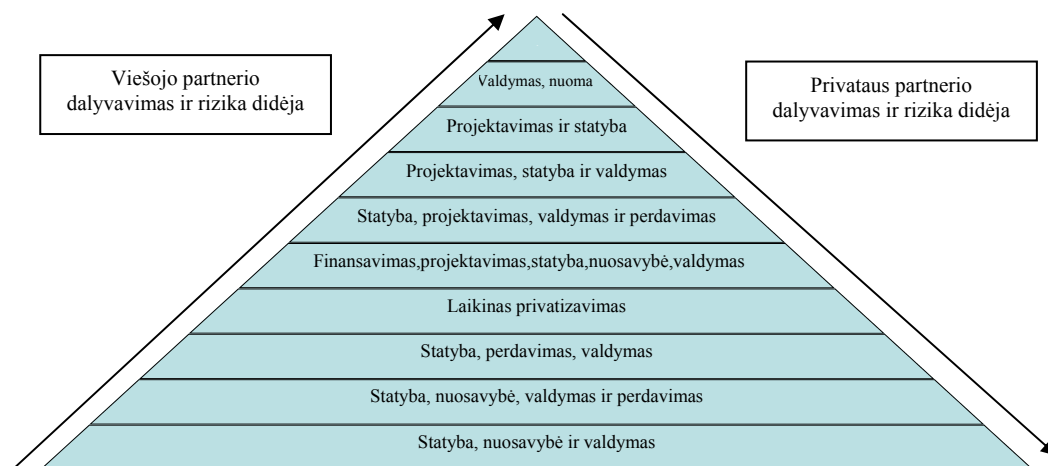 Viešojo partnerio
dalyvavimas ir rizika didėja
Privataus partnerio
dalyvavimas ir rizika didėja
Valdymas, nuoma
Projektavimas ir statyba
Projektavimas, statyba ir valdymas
Statyba, projektavimas, valdymas ir perdavimas
Finansavimas,projektavimas,statyba,nuosavybė,valdymas
Laikinas privatizavimas
Statyba, perdavimas, valdymas
Statyba, nuosavybė, valdymas ir perdavimas
Statyba, nuosavybė ir valdymas